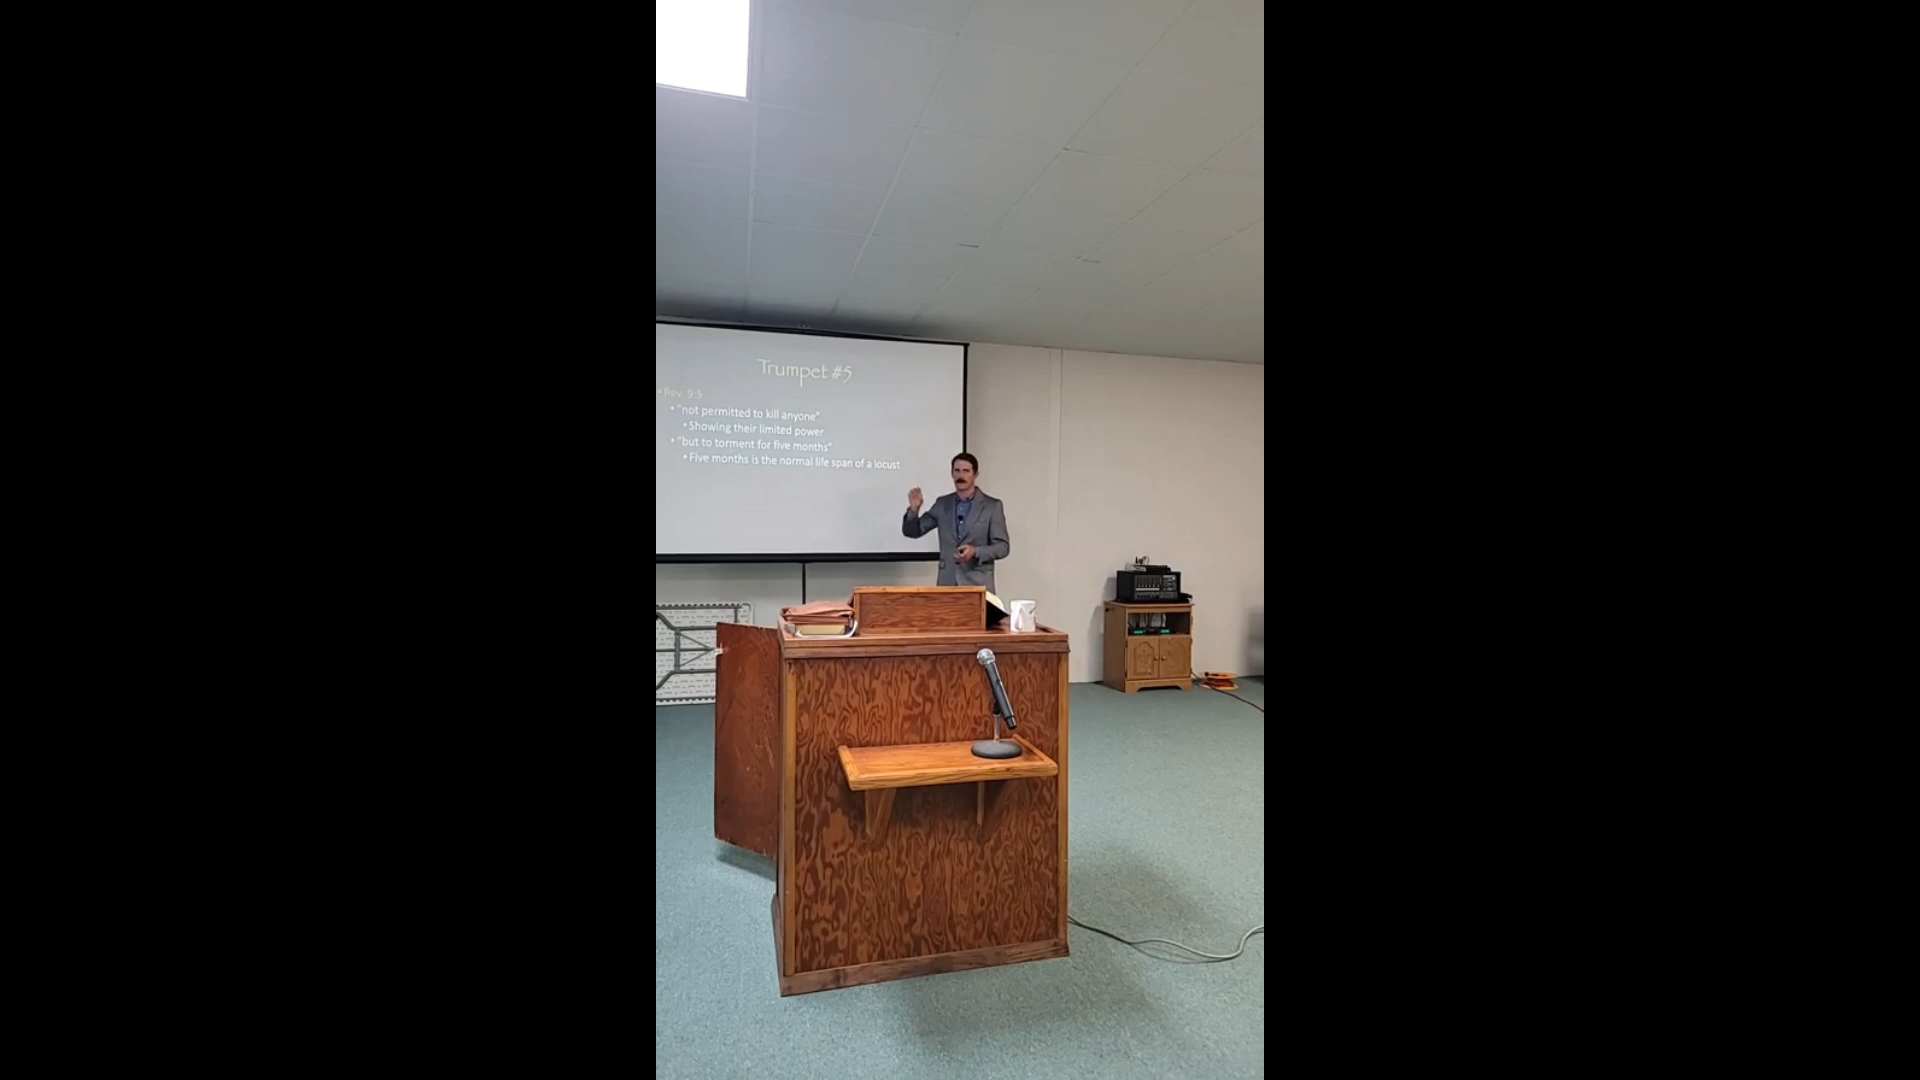 Trumpet #5
• Rev. 9:5
• "not permitted to kill anyone"
• Showing their limited power
• "but to torment for five months"
• Five months is the normal life span of a locust